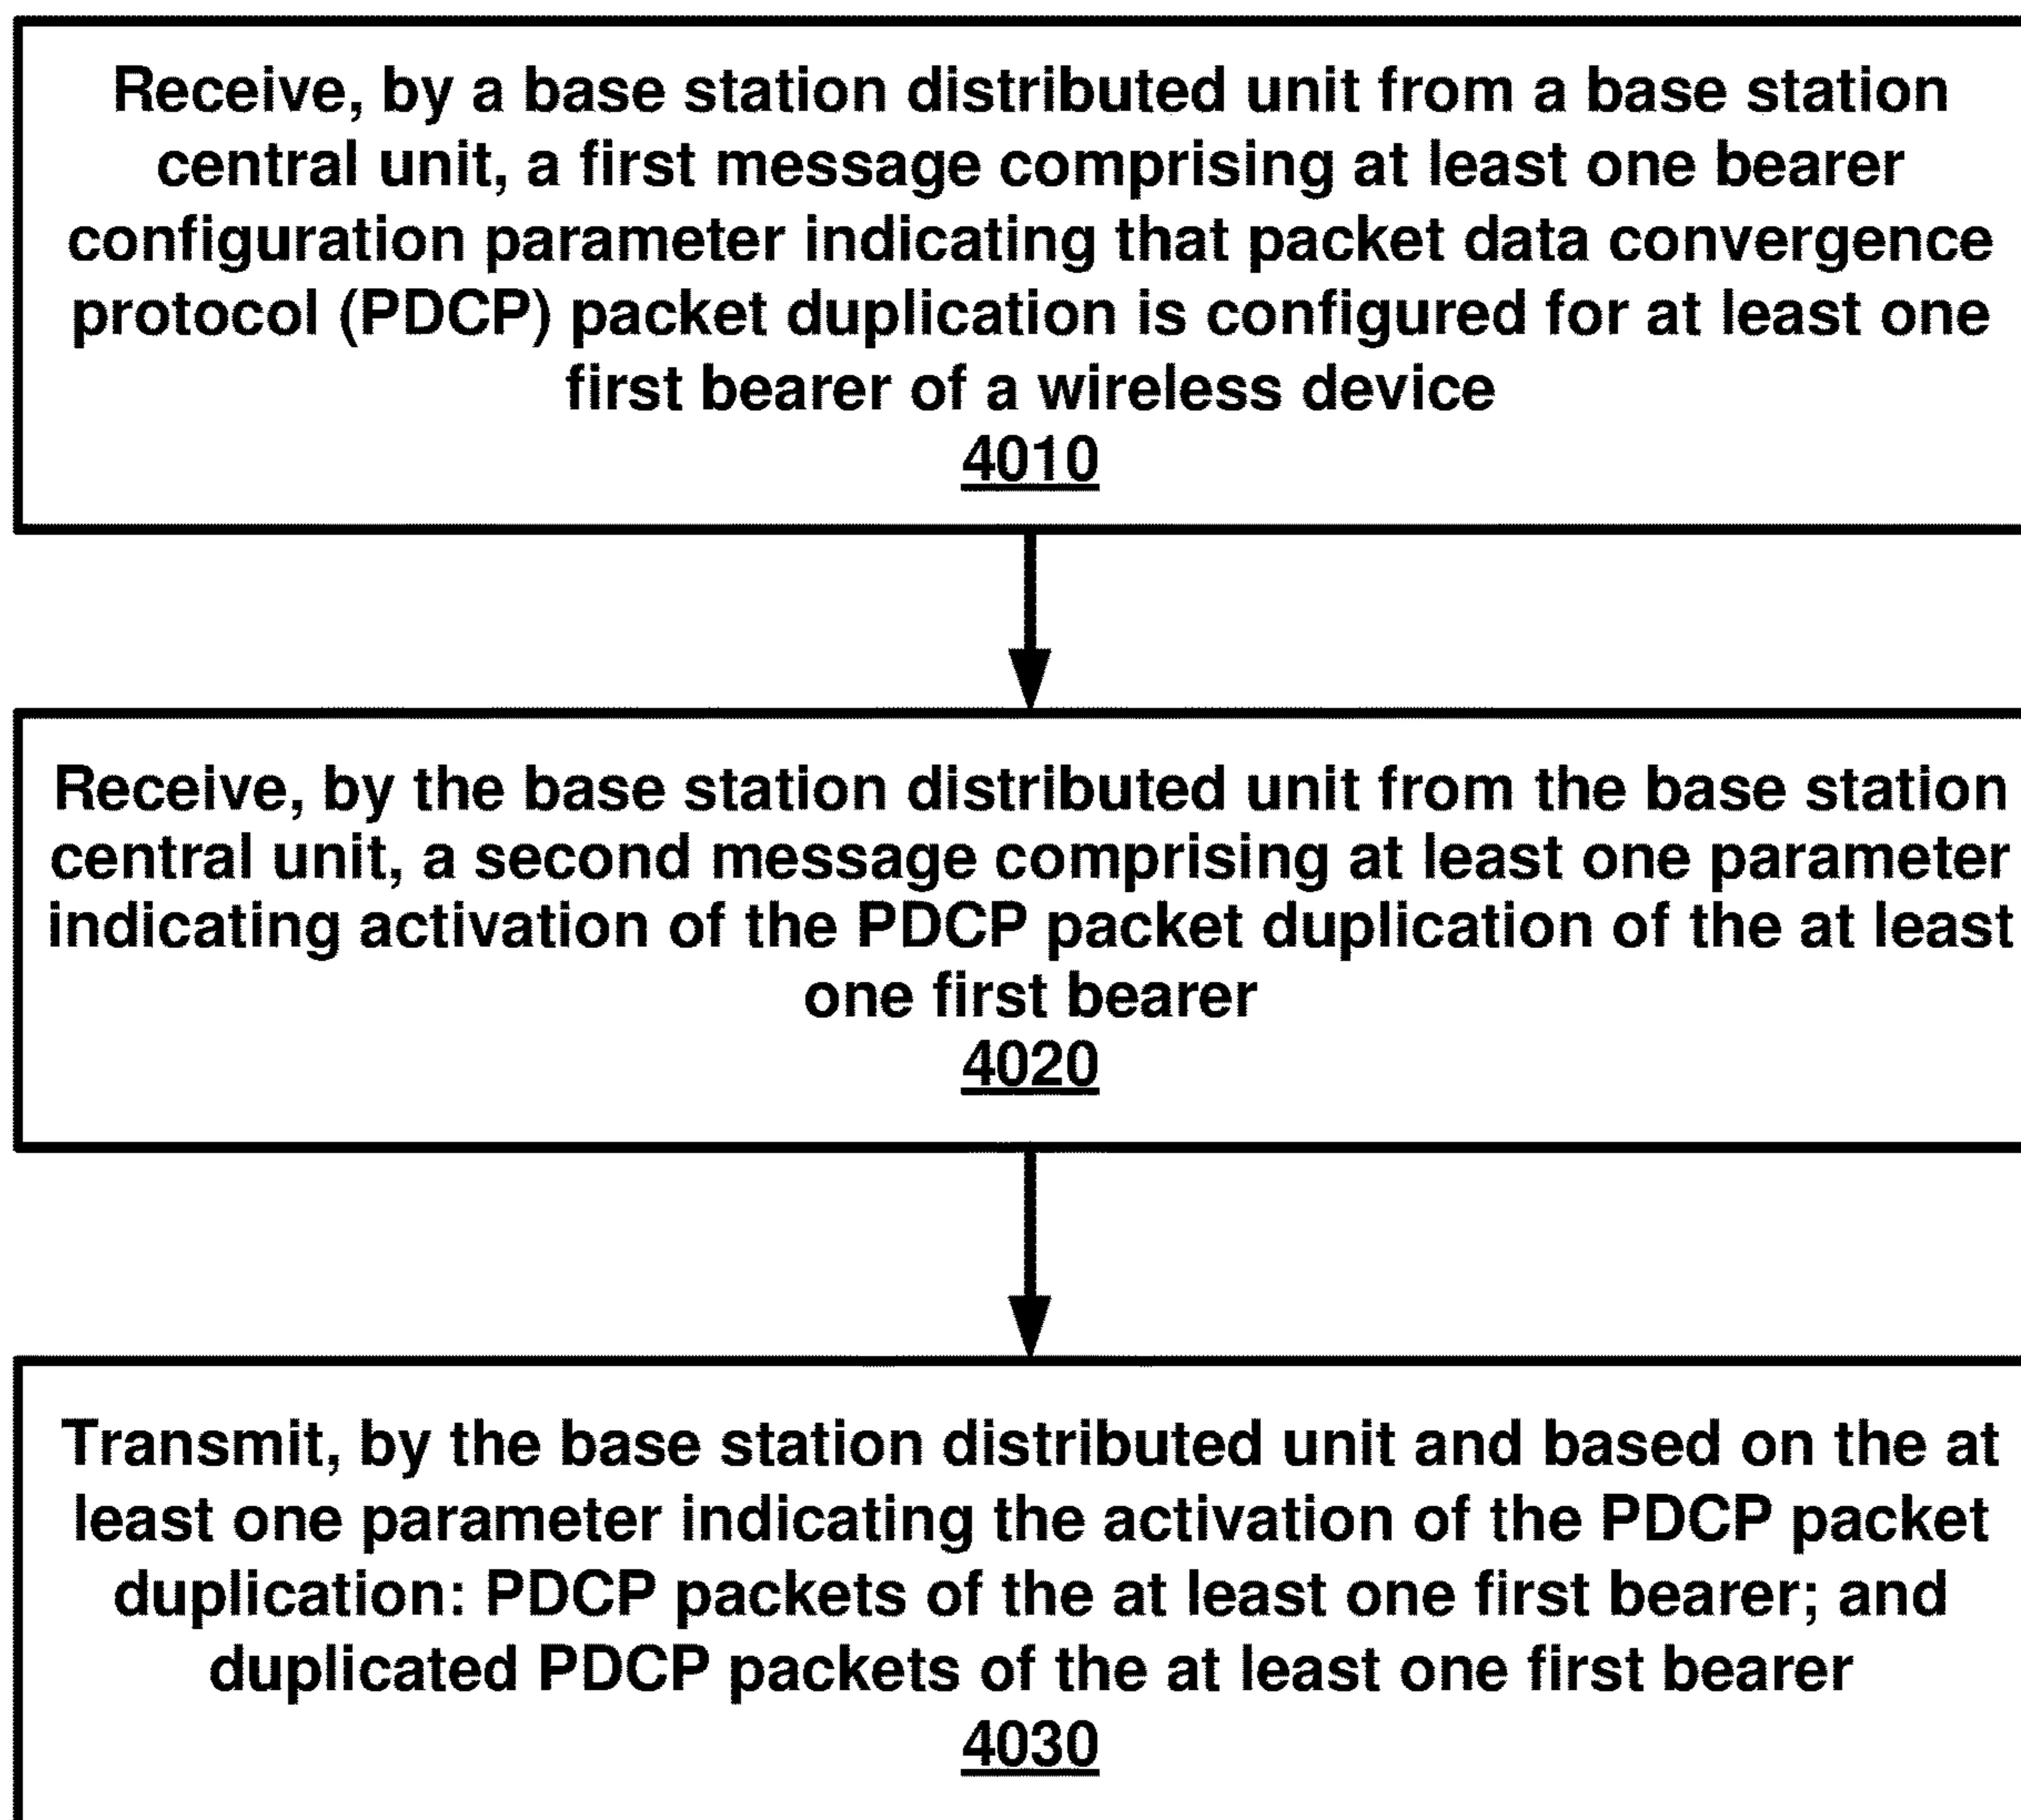 Receive, by a base station distributed unit from a base station
central unit, a first message comprising at least one bearer
configuration parameter indicating that packet data convergence
protocol (PDCP) packet duplication is configured for at least one
first bearer of a wireless device
4010
Receive, by the base station distributed unit from the base station
central unit, a second message comprising at least one parameter
indicating activation of the PDCP packet duplication of the at least
one first bearer
4020
Transmit, by the base station distributed unit and based on the at
least one parameter indicating the activation of the PDCP packet
duplication: PDCP packets of the at least one first bearer; and
duplicated PDCP packets of the at least one first bearer
4030